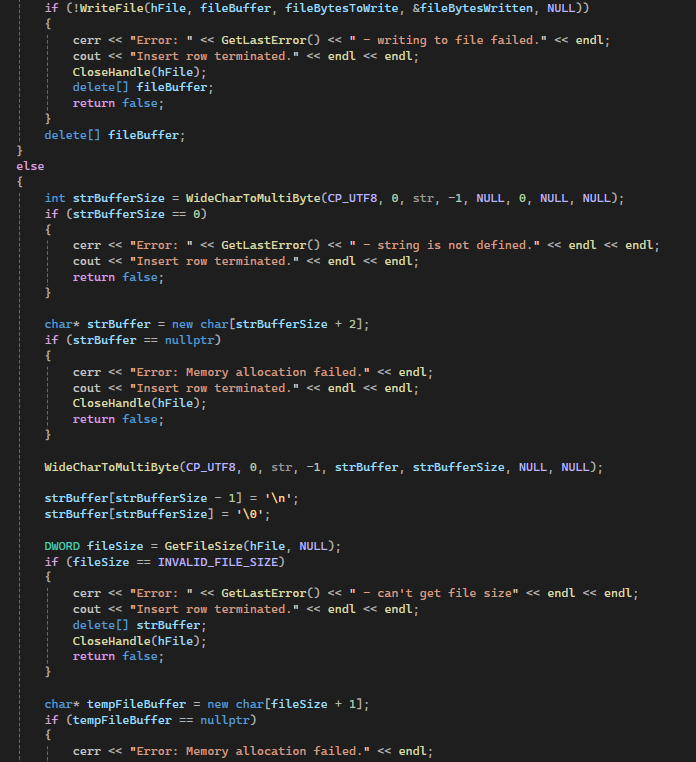 if (!WriteFile(hFile, fileBuffer, fileBytesToWrite, &fileBytesWritten, NULL))
{
cerr << "Error: " << GetLastError() << " - writing to file failed." << endl;
cout << "Insert row terminated." << endl << endl;
CloseHandle(hFile);
delete[] fileBuffer;
return false;
}
delete[] fileBuffer;
}
else
{
int strBufferSize = WideCharToMultiByte(CP_UTF8, 0, str, -1, NULL, 0, NULL, NULL);
if (strBufferSize == 0)
{
cerr << "Error: " << GetLastError() << " - string is not defined." << endl << endl;
cout << "Insert row terminated." << endl << endl;
return false;
}
char* strBuffer = new char[strBufferSize + 2];
if (strBuffer == nullptr)
{
cerr << "Error: Memory allocation failed." << endl;
cout << "Insert row terminated." << endl << endl;
CloseHandle(hFile);
return false;
}
WideCharToMultiByte(CP_UTF8, 0, str, -1, strBuffer, strBufferSize, NULL, NULL);
strBuffer[strBufferSize - 1] = '\n';
strBuffer[strBufferSize] = '\0';
DWORD fileSize = GetFileSize(hFile, NULL);
if (fileSize == INVALID_FILE_SIZE)
{
cerr << "Error: " << GetLastError() << " - can't get file size" << endl << endl;
cout << "Insert row terminated." << endl << endl;
delete[] strBuffer;
CloseHandle(hFile);
return false;
}
char* tempFileBuffer = new char[fileSize + 1];
if (tempFileBuffer == nullptr)
{
cerr << "Error: Memory allocation failed." << endl;